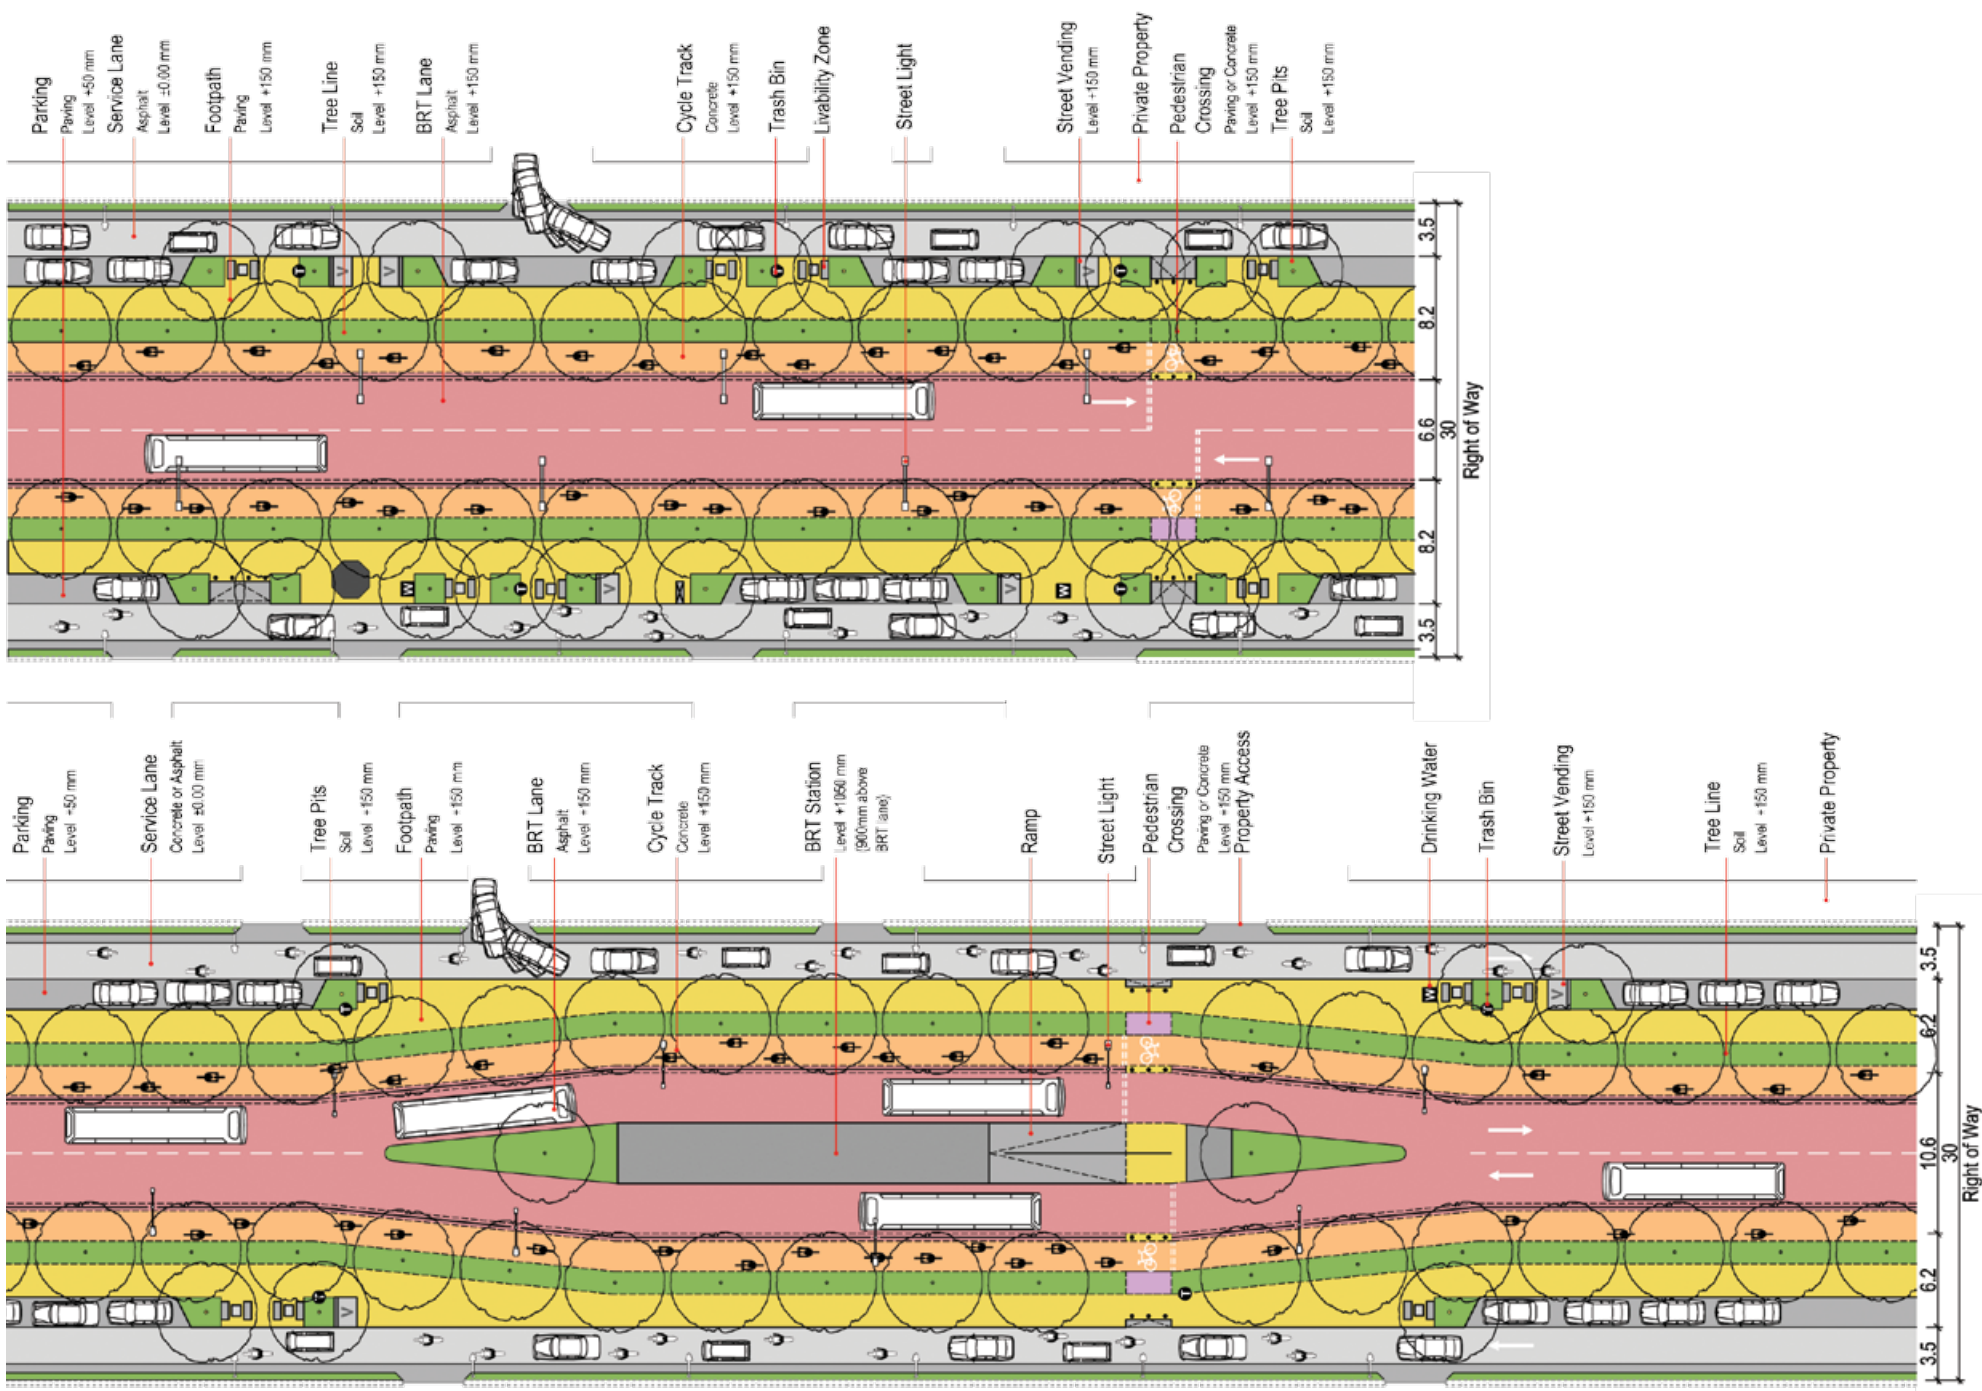 Parking
Paving
Level +50 mm
Service Lane
Asphalt
Level ±0.00 mm
Footpath
Paving
Level +150 mm
Tree Line
Soil
Level +150 mm
BRT Lane
Asphalt
Level +150 mm
Cycle Track
Concrete
Level +150 mm
Trash Bin
Livability Zone
Street Light
Street Vending
Level +150 mm
Private Property
Pedestrian
Crossing
Paving or Concrete
Level +150 mm
Tree Pits
Soil
Level +150 mm
3.5
8.2
6.6
8.2
3.5
30
Right of Way
T
V
V
T
V
T
W
T
V
V
W
T
Parking
Paving
Level +50 mm
Service Lane
Concrete or Asphalt
Level ±0.00 mm
Tree Pits
Soil
Level +150 mm
Footpath
Paving
Level +150 mm
BRT Lane
Asphalt
Level +150 mm
Cycle Track
Concrete
Level +150 mm
BRT Station
Level +1050 mm
(900mm above
BRT lane)
Ramp
Street Light
Pedestrian
Crossing
Paving or Concrete
Level +150 mm
Property Access
Drinking Water
Trash Bin
Street Vending
Level +150 mm
Tree Line
Soil
Level +150 mm
Private Property
3.5
6.2
10.6
6.2
3.5
30
Right of Way
T
W
T
V
T
V
T